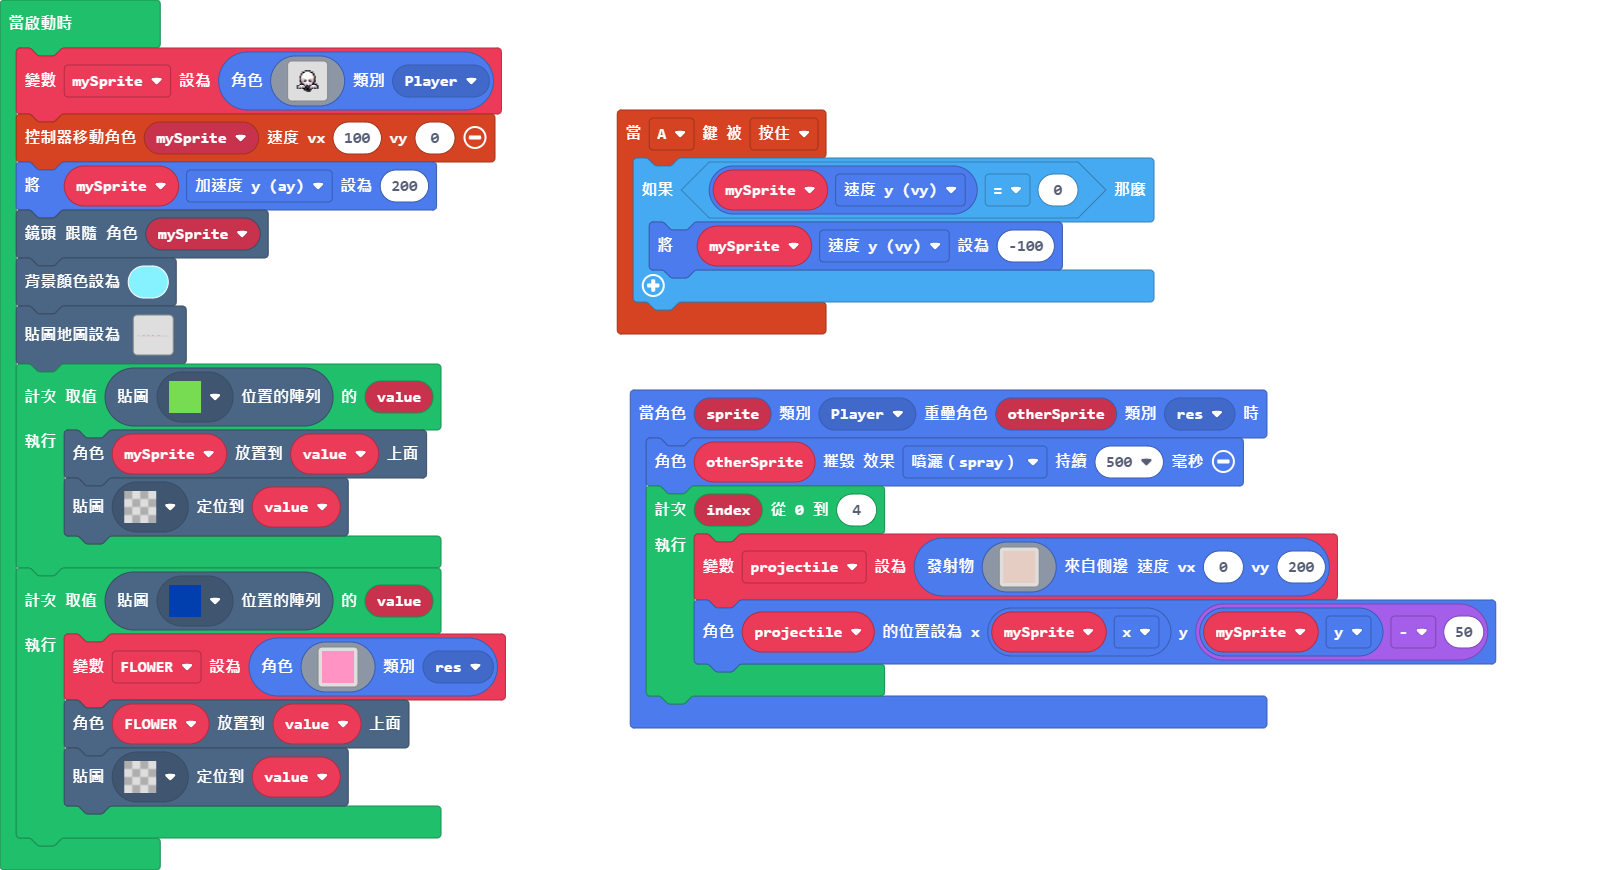 當啟動時
變數 mySprite 設為 角色 類別 Player
控制器移動角色 mySprite 速度 vx 100 vy 0
將 mySprite 加速度 y (ay) 設為 200
鏡頭 跟隨 角色 mySprite
背景顏色設為
貼圖地圖設為
計次 取值 貼圖 位置的陣列 的 value
執行
角色 mySprite 放置到 value 上面
貼圖 定位到 value
計次 取值 貼圖 位置的陣列 的 value
執行
變數 FLOWER 設為 角色 類別 res
角色 FLOWER 放置到 value 上面
貼圖 定位到 value
當 A 鍵 被 按住
如果 mySprite 速度 y (vy) = 0 那麼
將 mySprite 速度 y (vy) 設為 -100
當角色 sprite 類別 Player 重疊角色 otherSprite 類別 res 時
角色 otherSprite 摧毀 效果 噴灑 (spray) 持續 500 毫秒
計次 index 從 0 到 4
執行
變數 projectile 設為 發射物 來自側邊 速度 vx 0 vy 200
角色 projectile 的位置設為 x mySprite x y mySprite y - 50